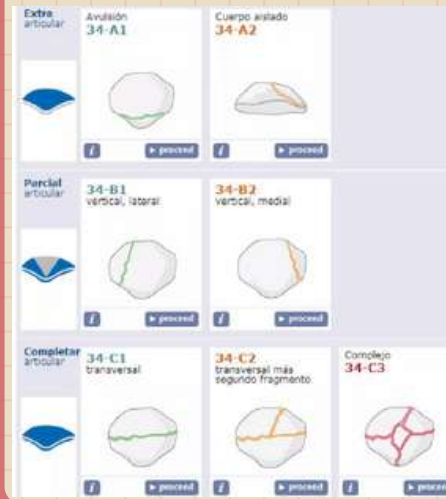 Extra
articular
Avulsión
34-A1
Cuerpo aislado
34-A2
i
▸ proceed
i
▸ proceed
Parcial
articular
34-B1
vertical, lateral
34-B2
vertical, medial
i
▸ proceed
i
▸ proceed
Completar
articular
34-C1
transversal
34-C2
transversal más
segundo fragmento
Complejo
34-C3
i
▸ proceed
i
▸ proceed
i
▸ proceed